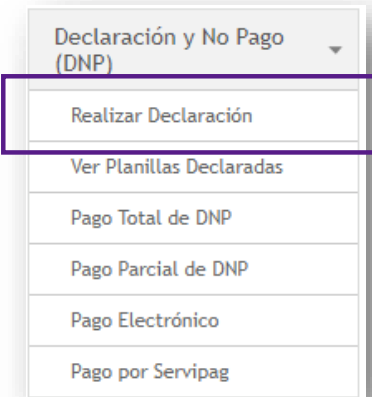 Declaración y No Pago
(DNP)
Realizar Declaración
Ver Planillas Declaradas
Pago Total de DNP
Pago Parcial de DNP
Pago Electrónico
Pago por Servipag